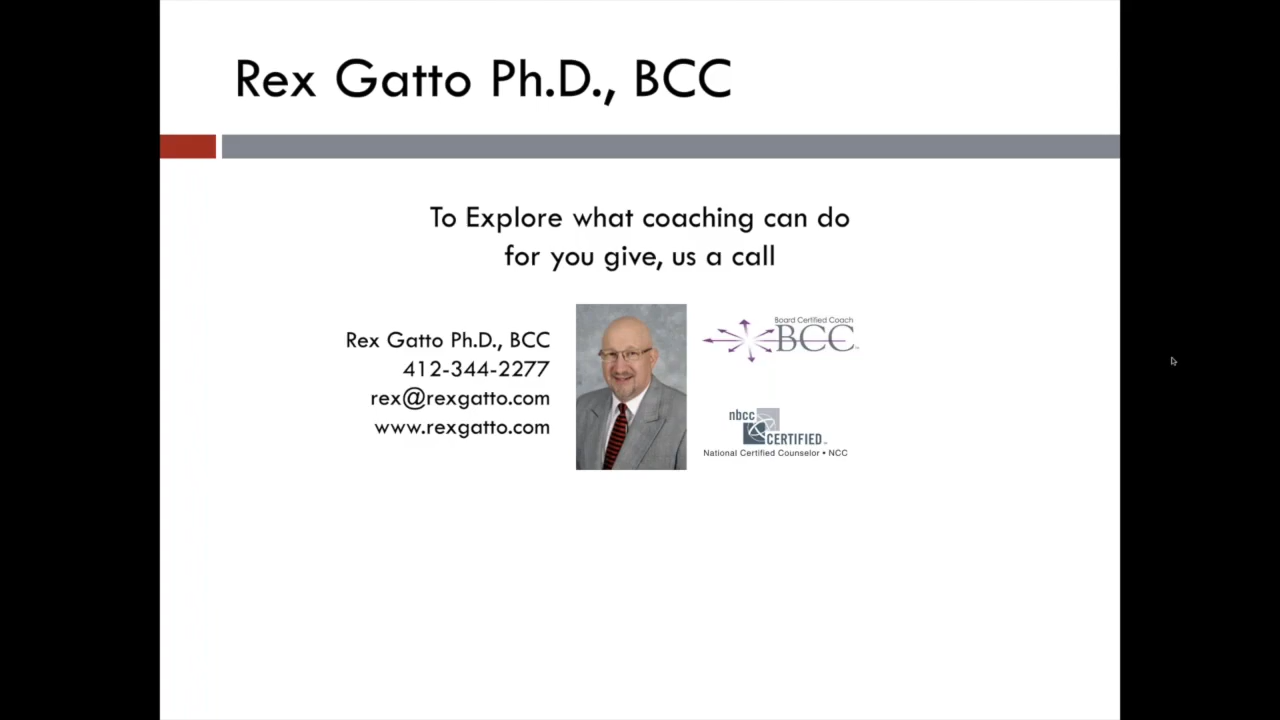 Rex Gatto Ph.D., BCC
To Explore what coaching can do
for you give, us a call
Rex Gatto Ph.D., BCC
412-344-2277
rex@rexgatto.com
www.rexgatto.com
Board Certified Coach
BCC
nbcc
CERTIFIED
National Certified Counselor • NCC